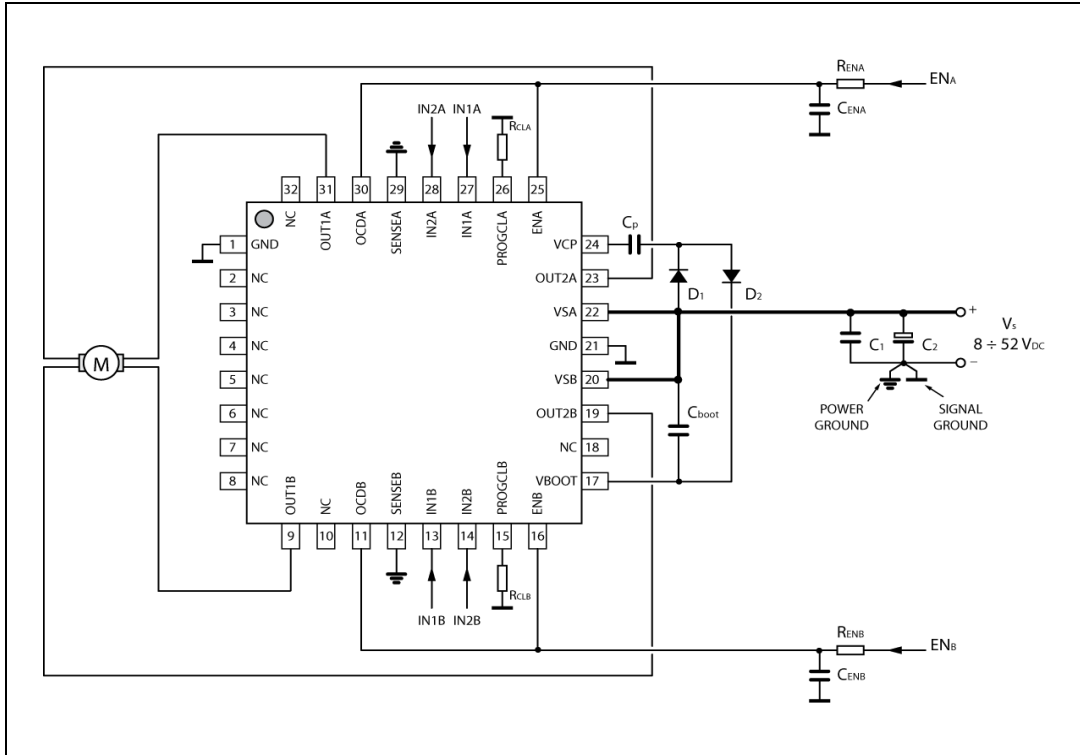 RENA
ENA
CENA
IN2A IN1A
RCLA
32 31 30 29 28 27 26 25
NC
OUT1A
OCDA
SENSEA
IN2A
IN1A
PROGCLA
ENA
1 GND
2 NC
3 NC
4 NC
5 NC
6 NC
7 NC
8 NC
VCP 24
OUT2A 23
VSA 22
GND 21
VSB 20
OUT2B 19
NC 18
VBOOT 17
CP
D1
D2
M
C1
C2
+
Vs
8 ÷ 52 VDC
−
POWER
GROUND
SIGNAL
GROUND
Cboot
OUT1B
NC
OCDB
SENSEB
IN1B
IN2B
PROGCLB
ENB
9 10 11 12 13 14 15 16
RCLB
IN1B IN2B
RENB
ENB
CENB